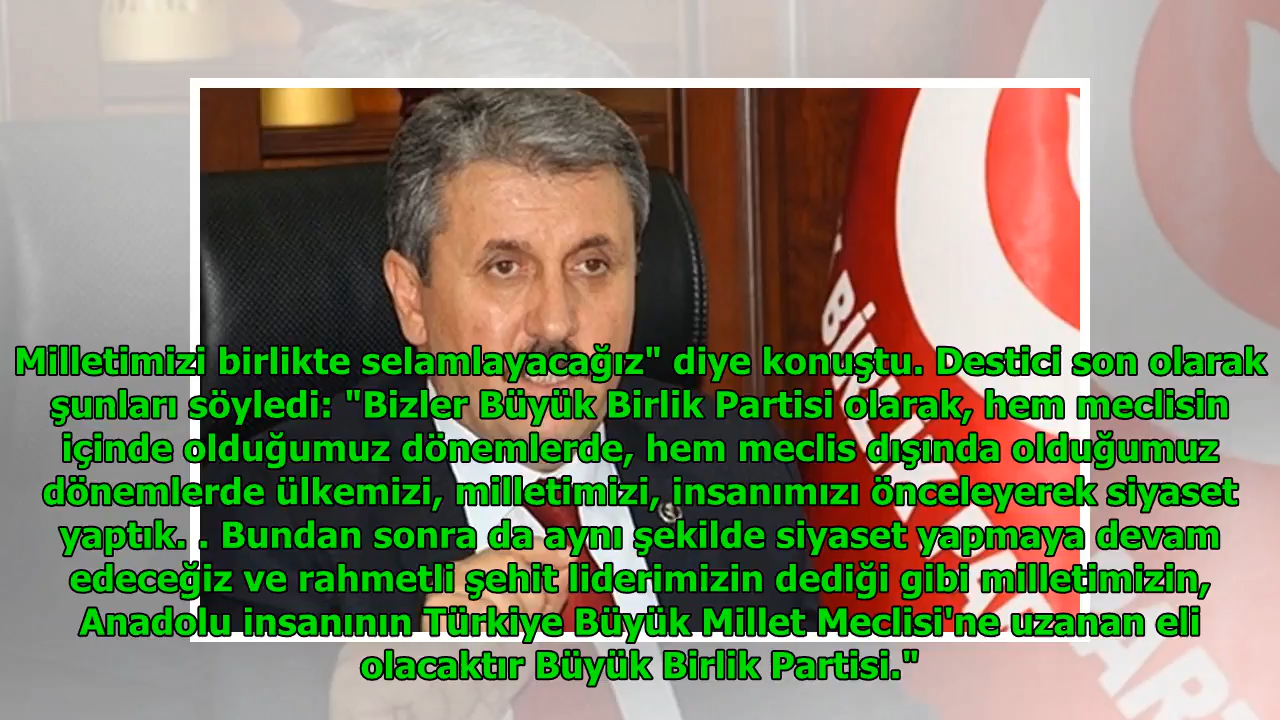 Milletimizi birlikte selamlayacağız" diye konuştu. Destici son olarak
şunları söyledi: "Bizler Büyük Birlik Partisi olarak, hem meclisin
içinde olduğumuz dönemlerde, hem meclis dışında olduğumuz
dönemlerde ülkemizi, milletimizi, insanımızı önceleyerek siyaset
yaptık. . Bundan sonra da aynı şekilde siyaset yapmaya devam
edeceğiz ve rahmetli şehit liderimizin dediği gibi milletimizin,
Anadolu insanının Türkiye Büyük Millet Meclisi'ne uzanan eli
olacaktır Büyük Birlik Partisi."